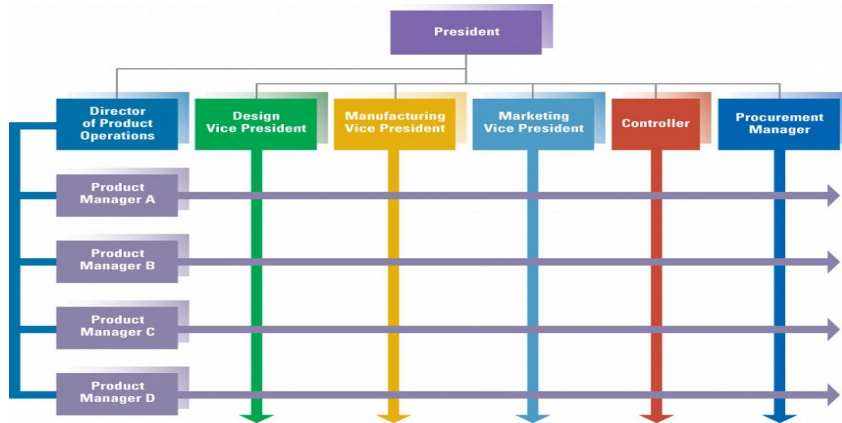 President
Director
of Product
Operations
Design
Vice President
Manufacturing
Vice President
Marketing
Vice President
Controller
Procurement
Manager
Product
Manager A
Product
Manager B
Product
Manager C
Product
Manager D